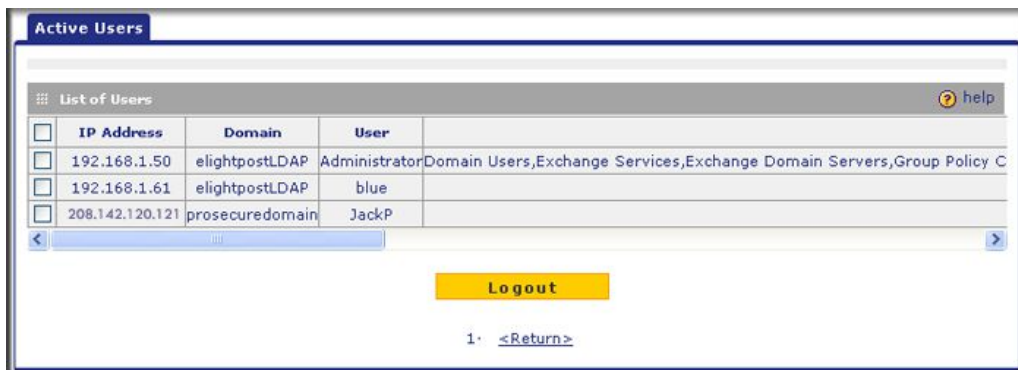 Active Users
List of Users ? help
IP Address Domain User
192.168.1.50 elightpostLDAP Administrator Domain Users,Exchange Services,Exchange Domain Servers,Group Policy C
192.168.1.61 elightpostLDAP blue
208.142.120.121 prosecuredomain JackP
Logout
1· <Return>